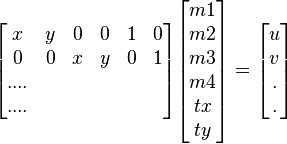 x y 0 0 1 0 m1
0 0 x y 0 1 m2
.... m3
.... m4
tx
ty
= u
v
.
.